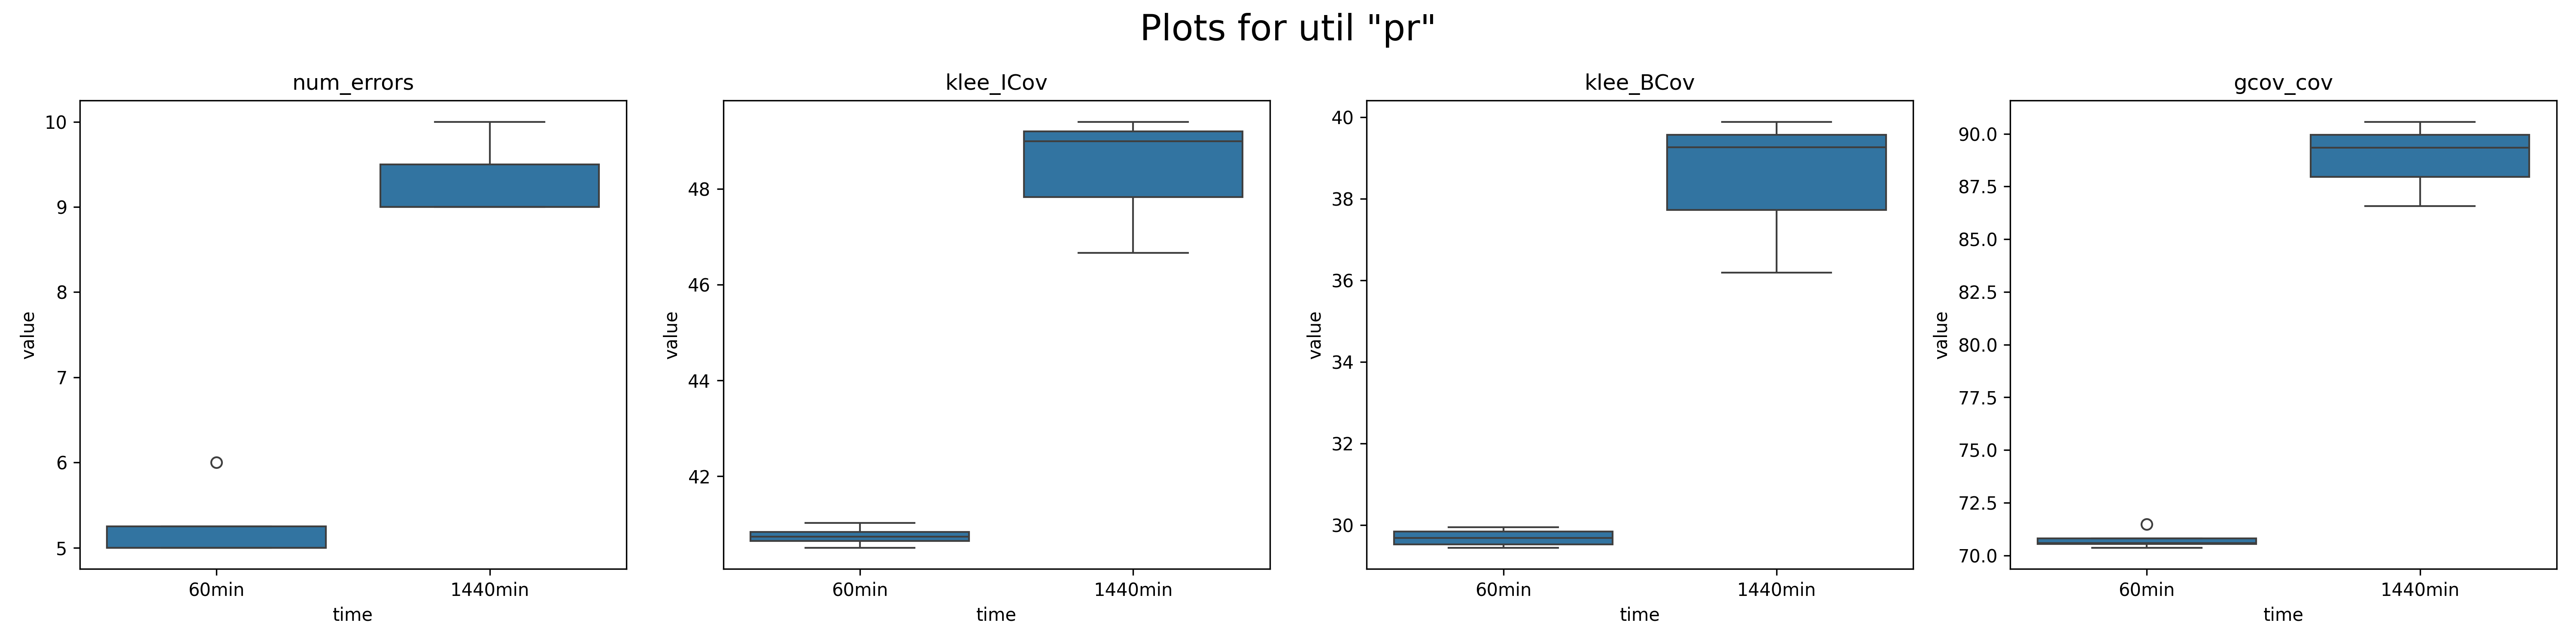 Plots for util "pr"
num_errors
10
9
8
7
6
5
value
60min 1440min
time
klee_ICov
48
46
44
42
value
60min 1440min
time
klee_BCov
40
38
36
34
32
30
value
60min 1440min
time
gcov_cov
90.0
87.5
85.0
82.5
80.0
77.5
75.0
72.5
70.0
value
60min 1440min
time